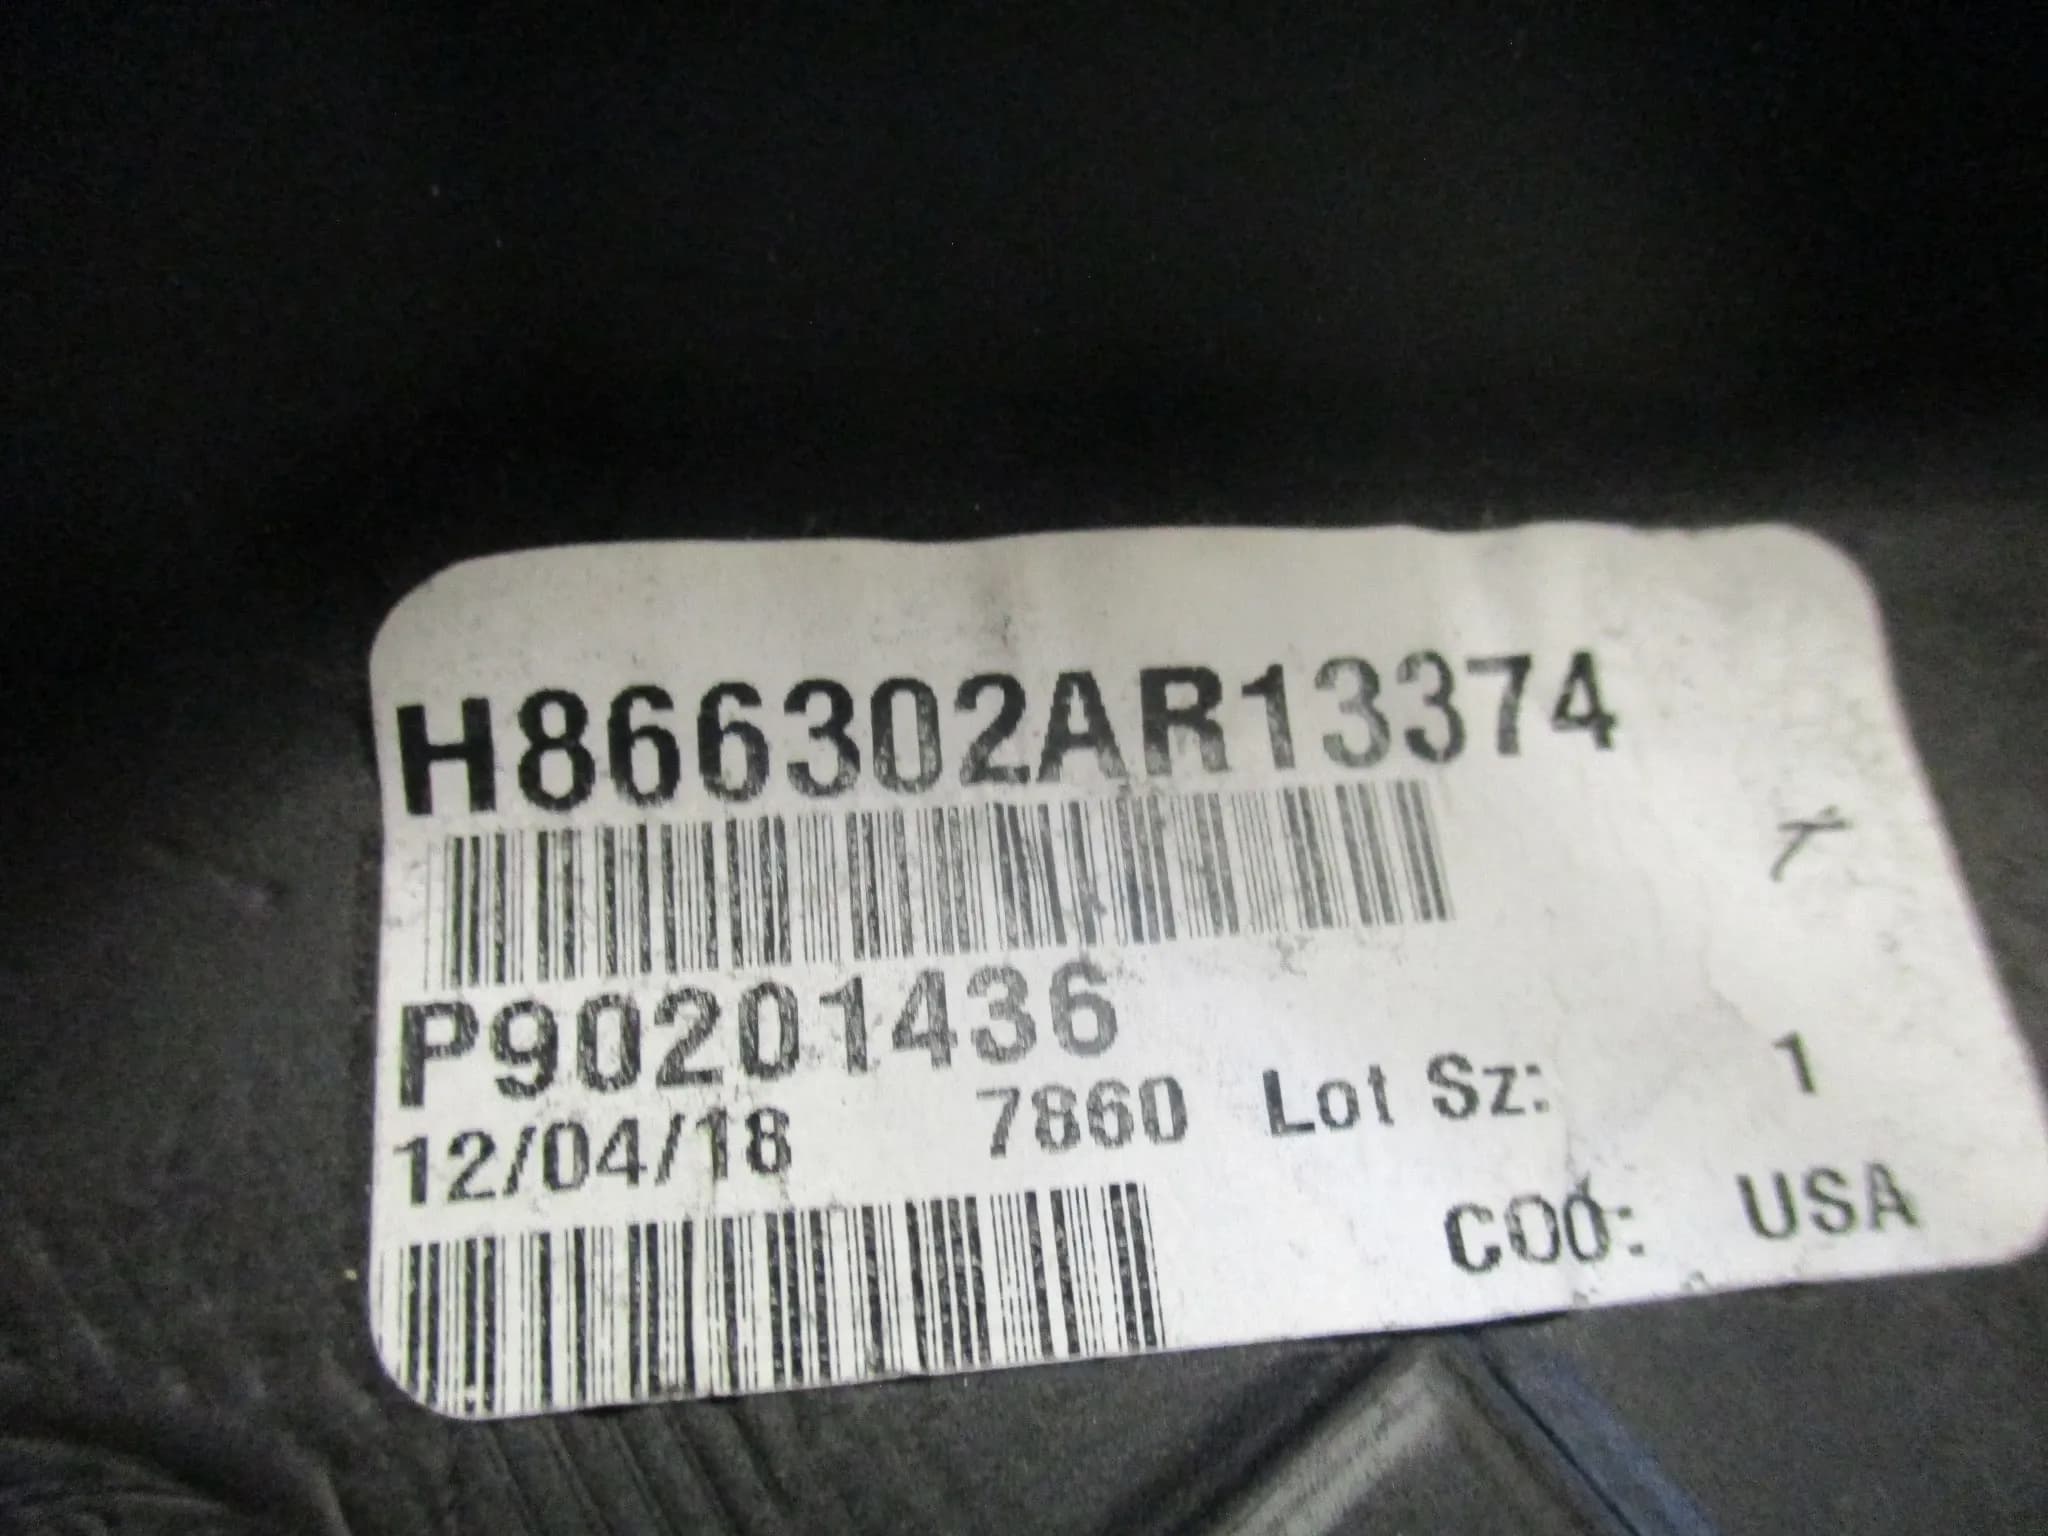 H866302AR13374
P90201436
12/04/18 7860 Lot Sz: 1
COO: USA